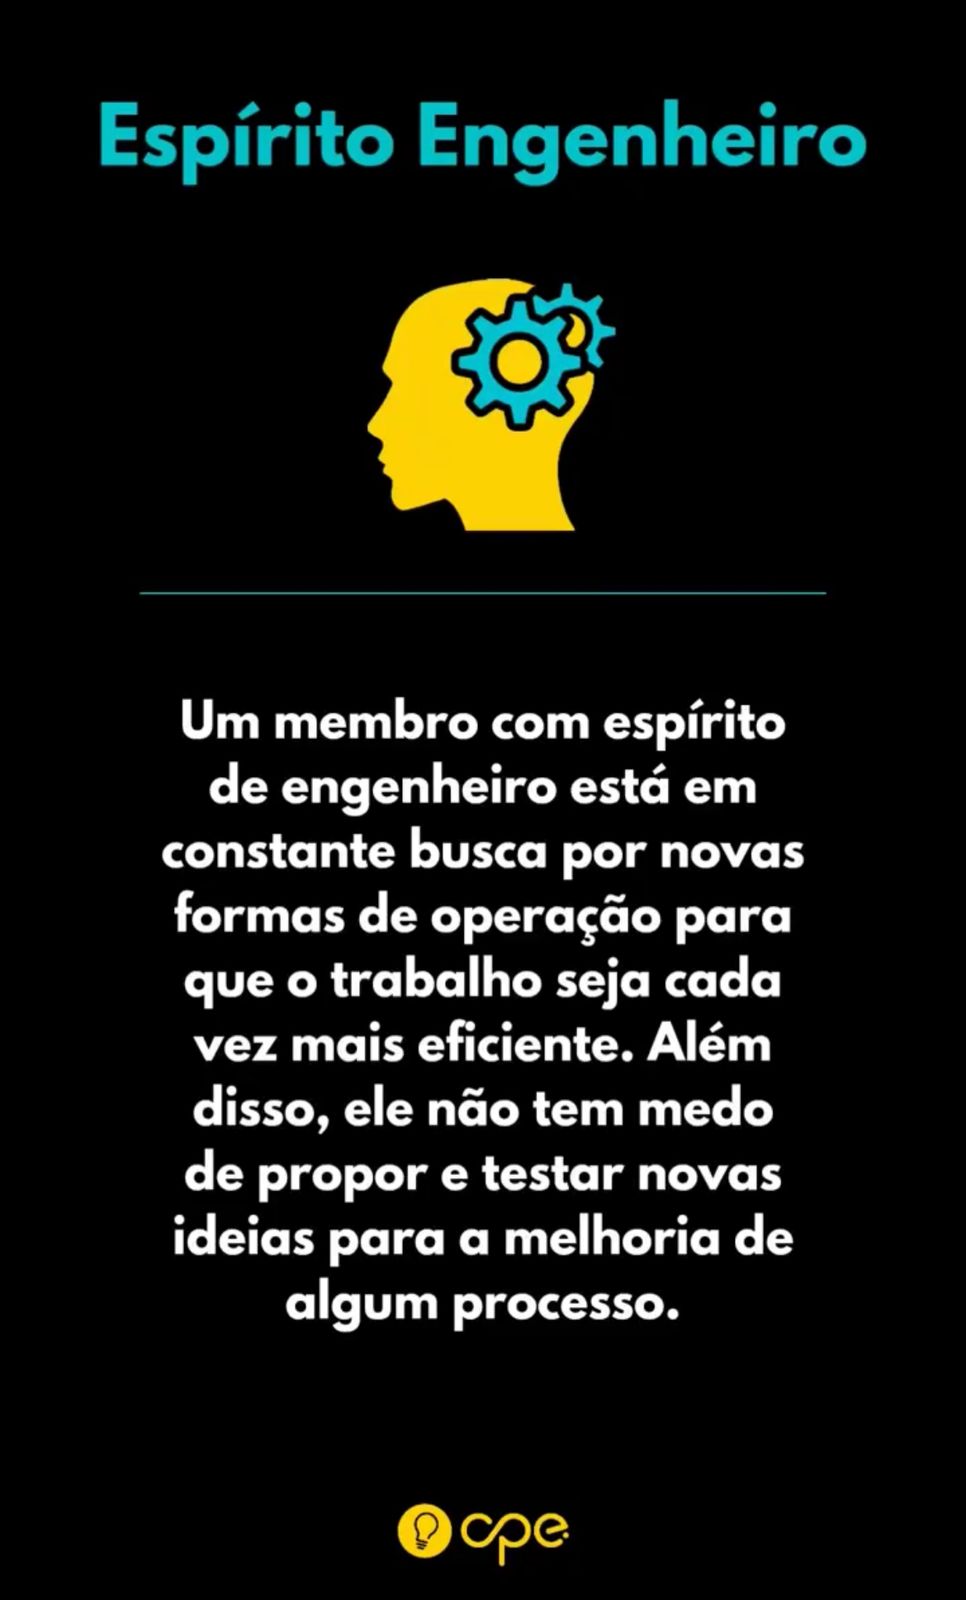 Espírito Engenheiro
Um membro com espírito
de engenheiro está em
constante busca por novas
formas de operação para
que o trabalho seja cada
vez mais eficiente. Além
disso, ele não tem medo
de propor e testar novas
ideias para a melhoria de
algum processo.
cpe